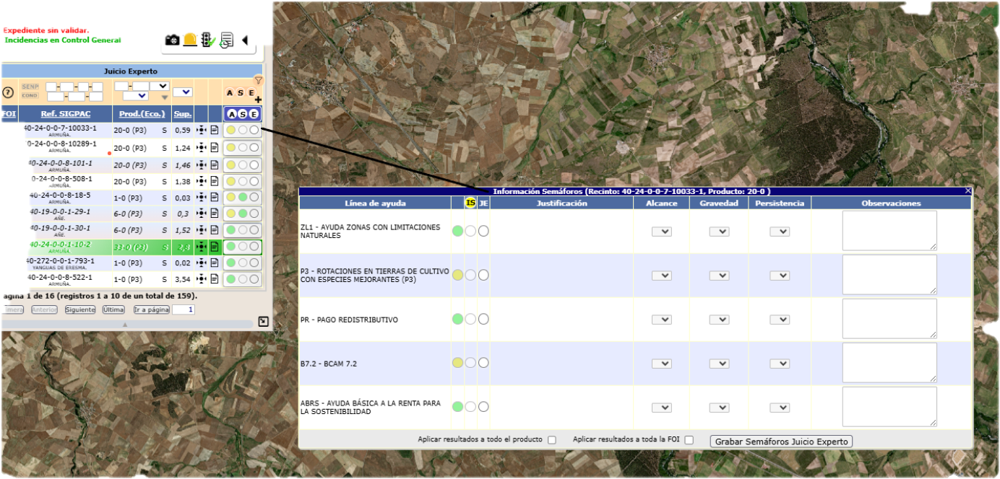 Expediente sin validar.
Incidencias en Control General
Juicio Experto
SENP - - -
COND - -
A S E
FOI Ref. SIGPAC Prod.(Eco.) Sup. A S E
40-24-0-0-7-10033-1 20-0 (P3) S 0,59
ARMUÑA.
0-24-0-0-8-10289-1 20-0 (P3) S 1,24
ARMUÑA.
40-24-0-0-8-101-1 20-0 (P3) S 1,46
ARMUÑA.
0-24-0-0-8-508-1 20-0 (P3) S 1,38
ARMUÑA.
40-24-0-0-8-18-5 1-0 (P3) S 0,03
ARMUÑA.
40-19-0-0-1-29-1 6-0 (P3) S 0,3
AÑE.
40-19-0-0-1-30-1 6-0 (P3) S 1,52
AÑE.
40-24-0-0-1-10-2 33-0 (P3) S 2,8
ARMUÑA.
40-272-0-0-1-793-1 1-0 (P3) S 0,02
YANGUAS DE ERESMA.
40-24-0-0-8-522-1 1-0 (P3) S 3,54
ARMUÑA.
agina 1 de 16 (registros 1 a 10 de un total de 159).
imera Anterior Siguiente Última Ir a página 1
Información Semáforos (Recinto: 40-24-0-0-7-10033-1, Producto: 20-0 ) X
Línea de ayuda IS JE Justificación Alcance Gravedad Persistencia Observaciones
ZL1 - AYUDA ZONAS CON LIMITACIONES
NATURALES
P3 - ROTACIONES EN TIERRAS DE CULTIVO
CON ESPECIES MEJORANTES (P3)
PR - PAGO REDISTRIBUTIVO
B7.2 - BCAM 7.2
ABRS - AYUDA BÁSICA A LA RENTA PARA
LA SOSTENIBILIDAD
Aplicar resultados a todo el producto Aplicar resultados a toda la FOI Grabar Semáforos Juicio Experto